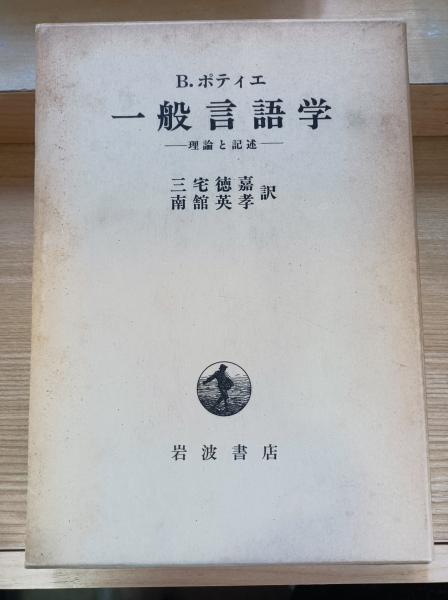 B. ポティエ
一般言語学
―理論と記述―
三宅徳嘉
南舘英孝 訳
岩波書店